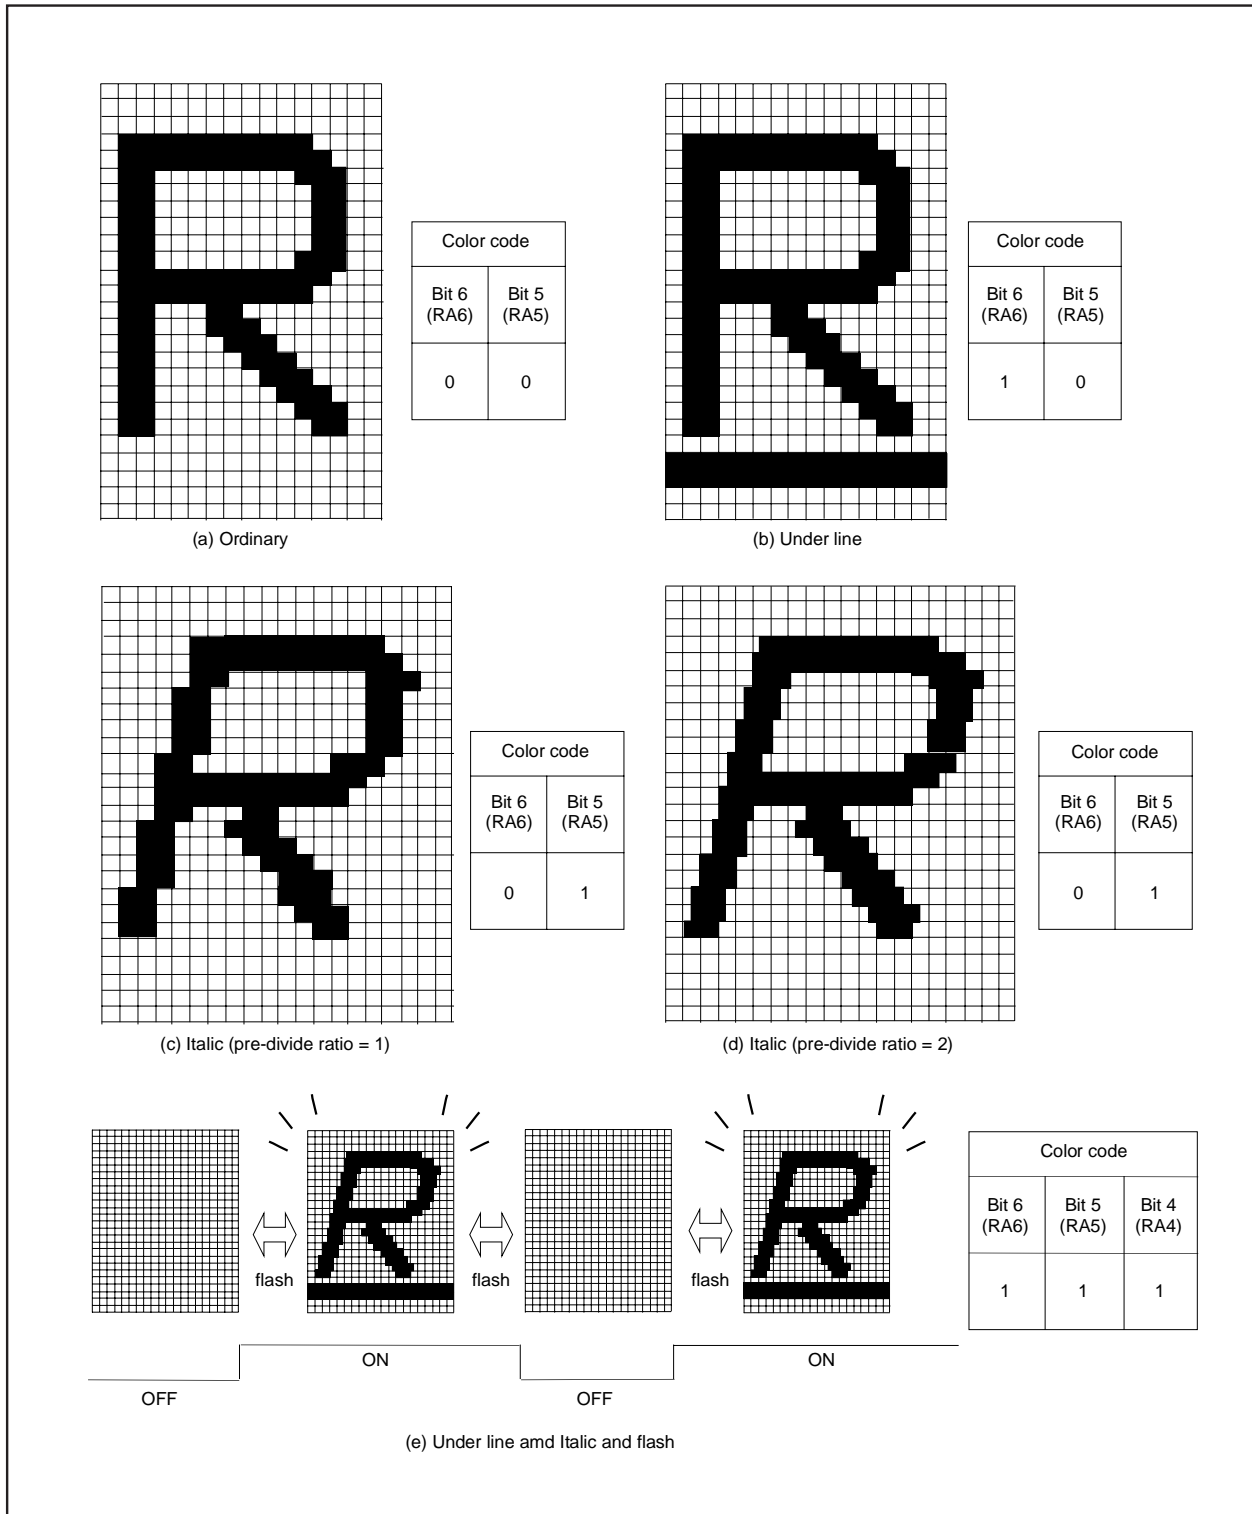 Color code
Bit 6 (RA6) Bit 5 (RA5)
0 0
(a) Ordinary
Color code
Bit 6 (RA6) Bit 5 (RA5)
1 0
(b) Under line
Color code
Bit 6 (RA6) Bit 5 (RA5)
0 1
(c) Italic (pre-divide ratio = 1)
Color code
Bit 6 (RA6) Bit 5 (RA5)
0 1
(d) Italic (pre-divide ratio = 2)
flash flash flash
Color code
Bit 6 (RA6) Bit 5 (RA5) Bit 4 (RA4)
1 1 1
OFF ON OFF ON
(e) Under line amd Italic and flash